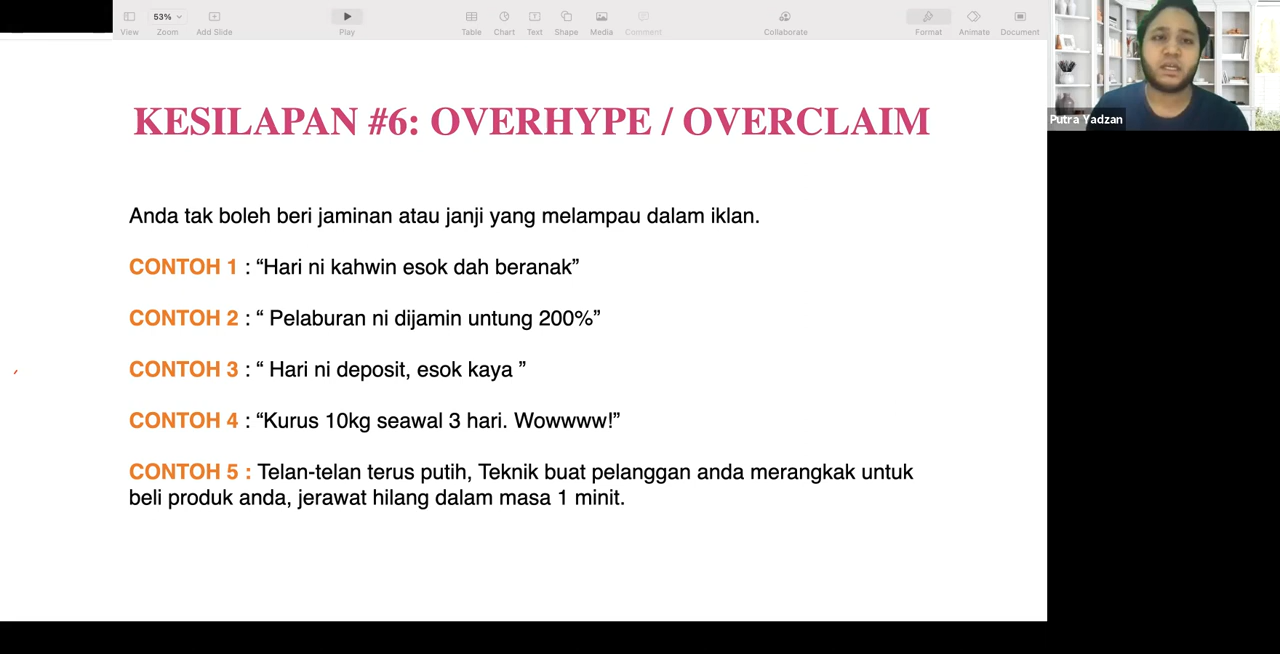 53%
View
Zoom
Add Slide
Play
Table
Chart
Text
Shape
Media
Comment
Collaborate
Format
Animate
Document
Putra Yadzan
KESILAPAN #6: OVERHYPE / OVERCLAIM
Anda tak boleh beri jaminan atau janji yang melampau dalam iklan.
CONTOH 1 : “Hari ni kahwin esok dah beranak”
CONTOH 2 : “ Pelaburan ni dijamin untung 200%”
CONTOH 3 : “ Hari ni deposit, esok kaya ”
CONTOH 4 : “Kurus 10kg seawal 3 hari. Wowwww!”
CONTOH 5 : Telan-telan terus putih, Teknik buat pelanggan anda merangkak untuk
beli produk anda, jerawat hilang dalam masa 1 minit.